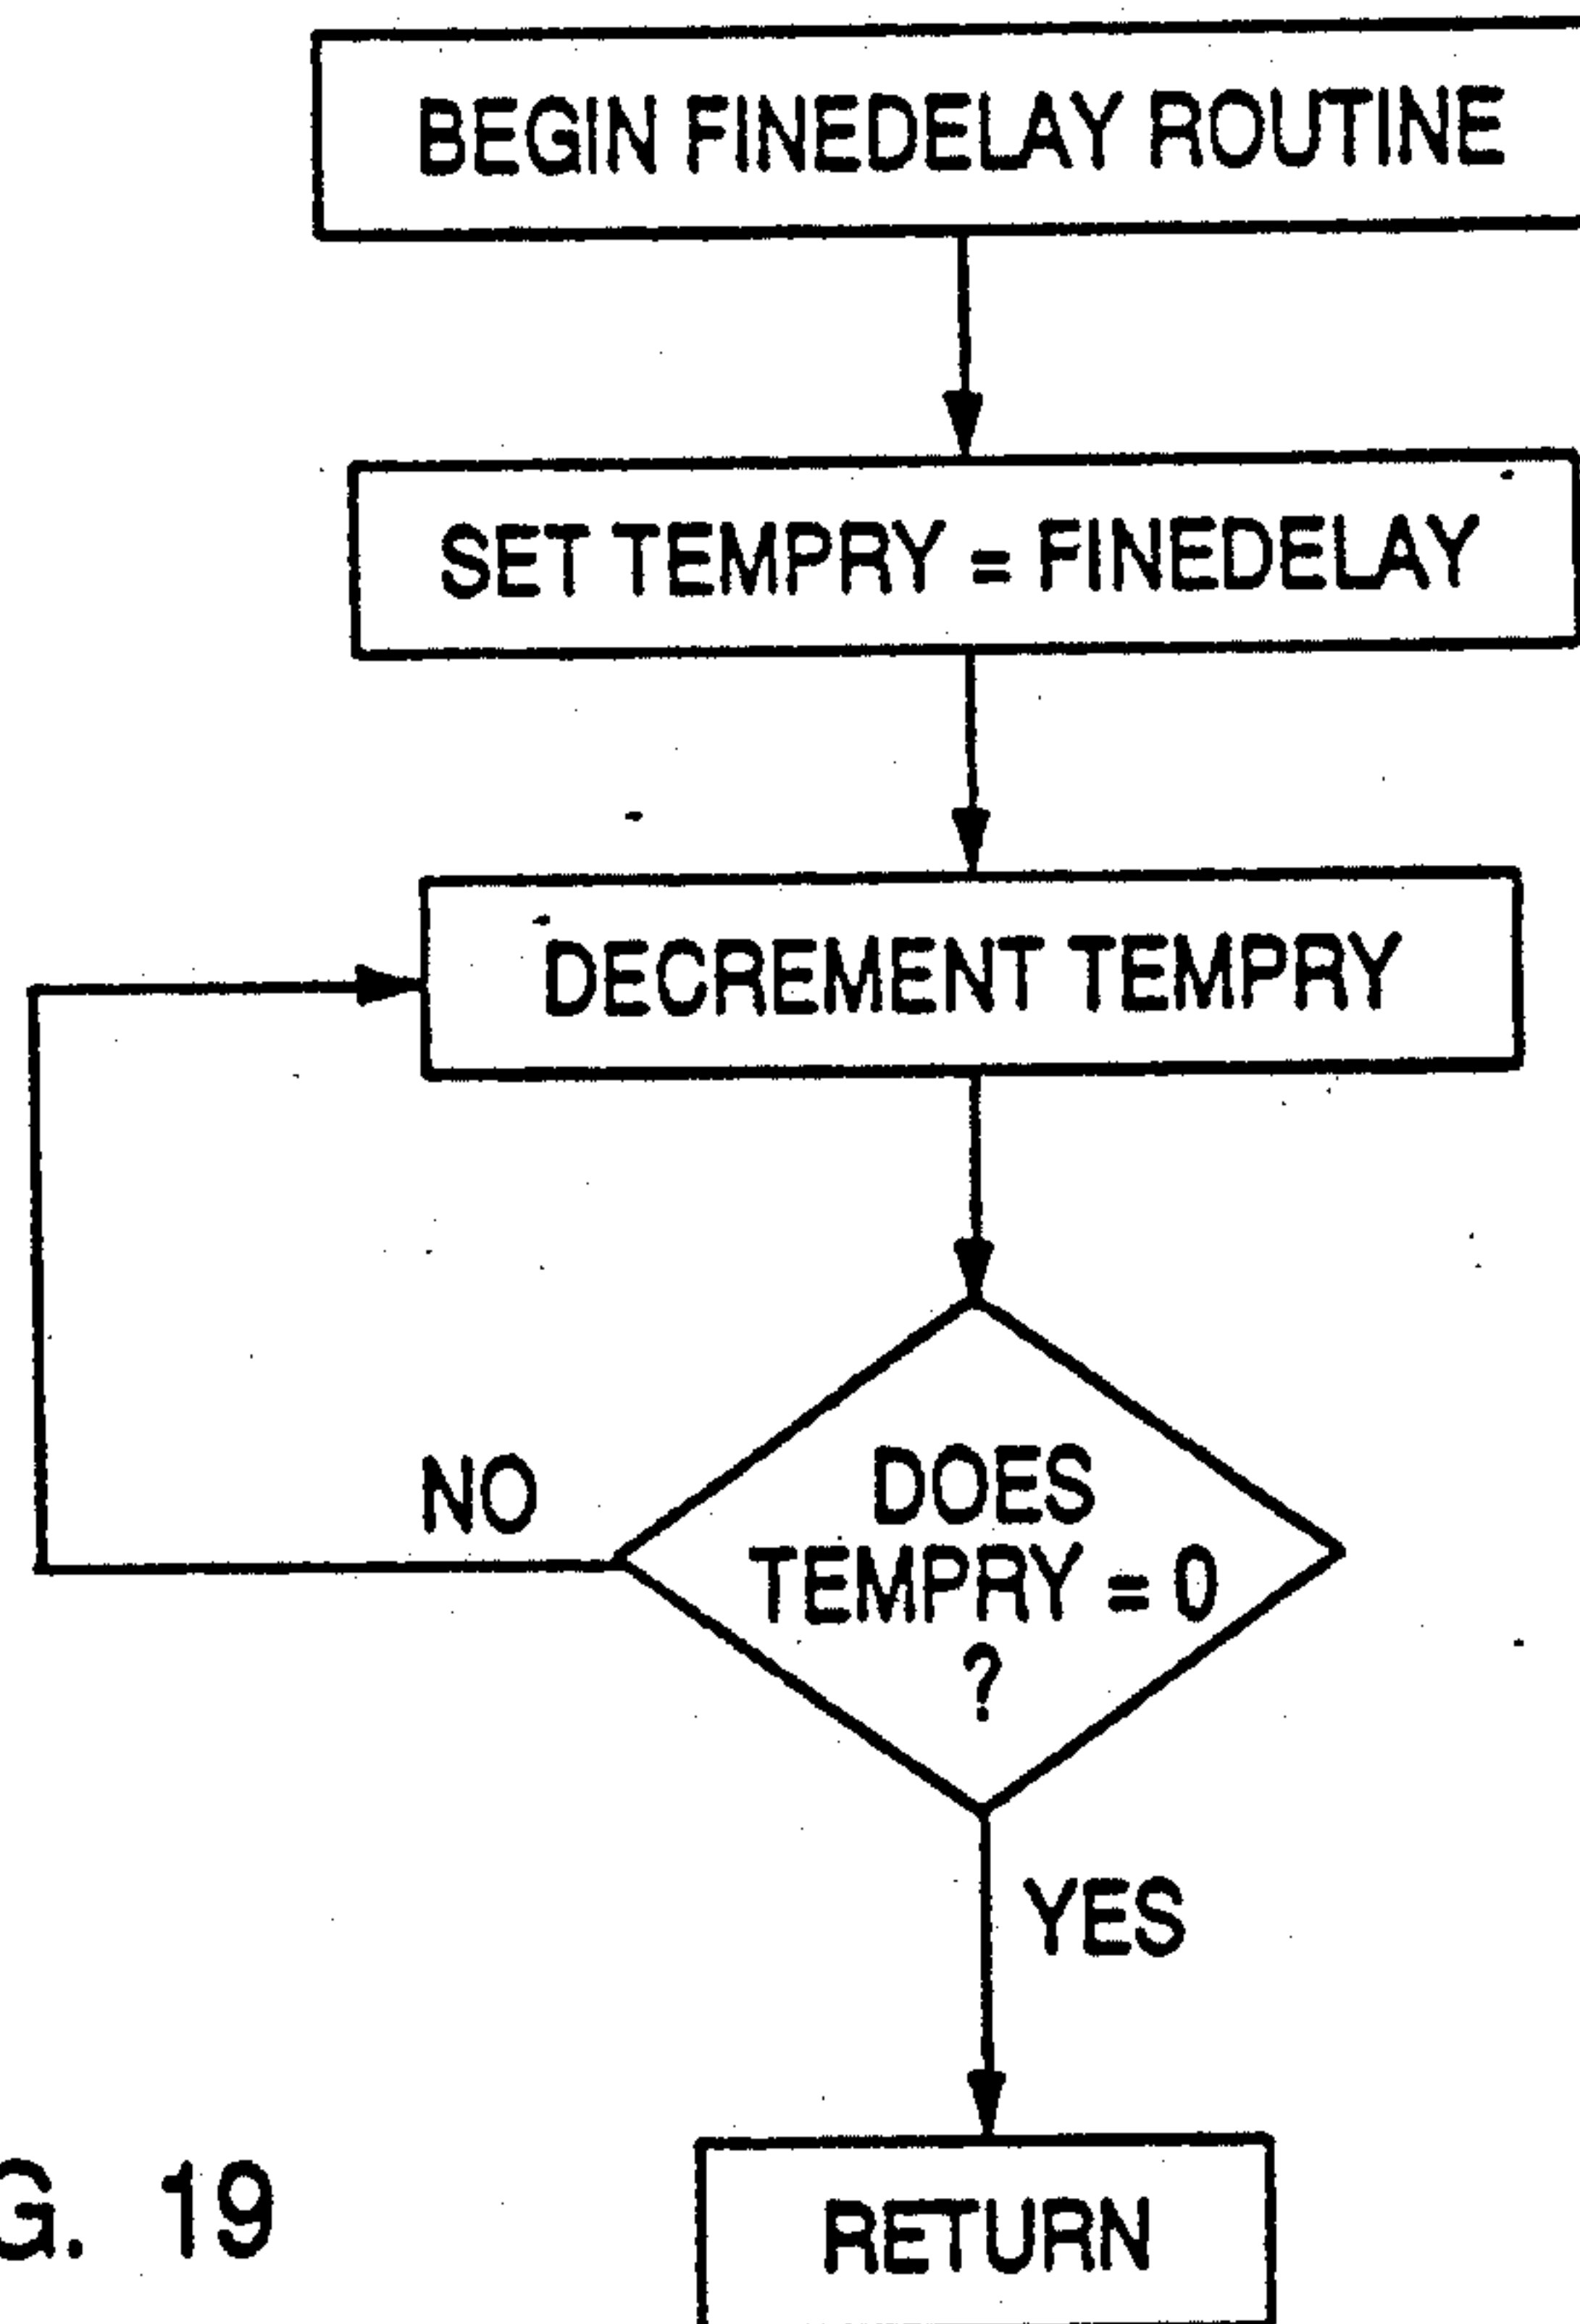 BEGIN FINEDELAY ROUTINE
SET TEMPRY = FINEDELAY
DECREMENT TEMPRY
NO
DOES
TEMPRY = 0
?
YES
RETURN
G. 19